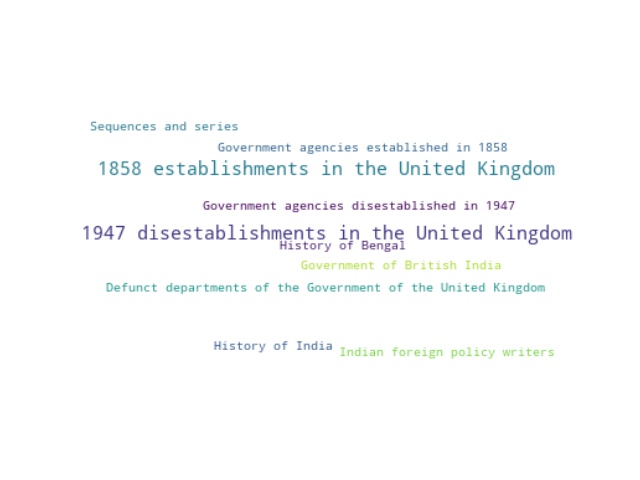 Sequences and series
Government agencies established in 1858
1858 establishments in the United Kingdom
Government agencies disestablished in 1947
1947 disestablishments in the United Kingdom
History of Bengal
Government of British India
Defunct departments of the Government of the United Kingdom
History of India
Indian foreign policy writers